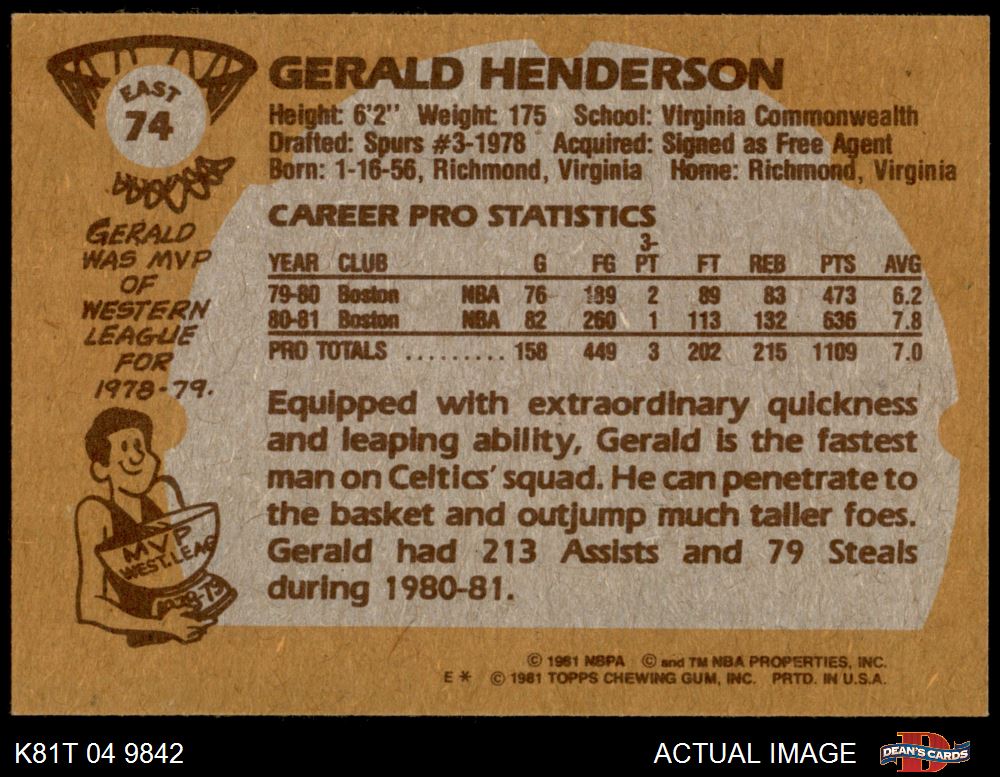 EAST
74
GERALD HENDERSON
Height: 6'2" Weight: 175 School: Virginia Commonwealth
Drafted: Spurs #3-1978 Acquired: Signed as Free Agent
Born: 1-16-56, Richmond, Virginia Home: Richmond, Virginia
GERALD
WAS MVP
OF
WESTERN
LEAGUE
FOR
1978-79.
MVP
WEST. LEAG
1978-79
CAREER PRO STATISTICS
3-
YEAR CLUB G FG PT FT REB PTS AVG
79-80 Boston NBA 76 189 2 89 83 473 6.2
80-81 Boston NBA 82 260 1 113 132 636 7.8
PRO TOTALS ......... 158 449 3 202 215 1109 7.0
Equipped with extraordinary quickness
and leaping ability, Gerald is the fastest
man on Celtics' squad. He can penetrate to
the basket and outjump much taller foes.
Gerald had 213 Assists and 79 Steals
during 1980-81.
© 1981 NBPA © and TM NBA PROPERTIES, INC.
E * © 1981 TOPPS CHEWING GUM, INC. PRTD. IN U.S.A.
K81T 04 9842 ACTUAL IMAGE DEAN'S CARDS